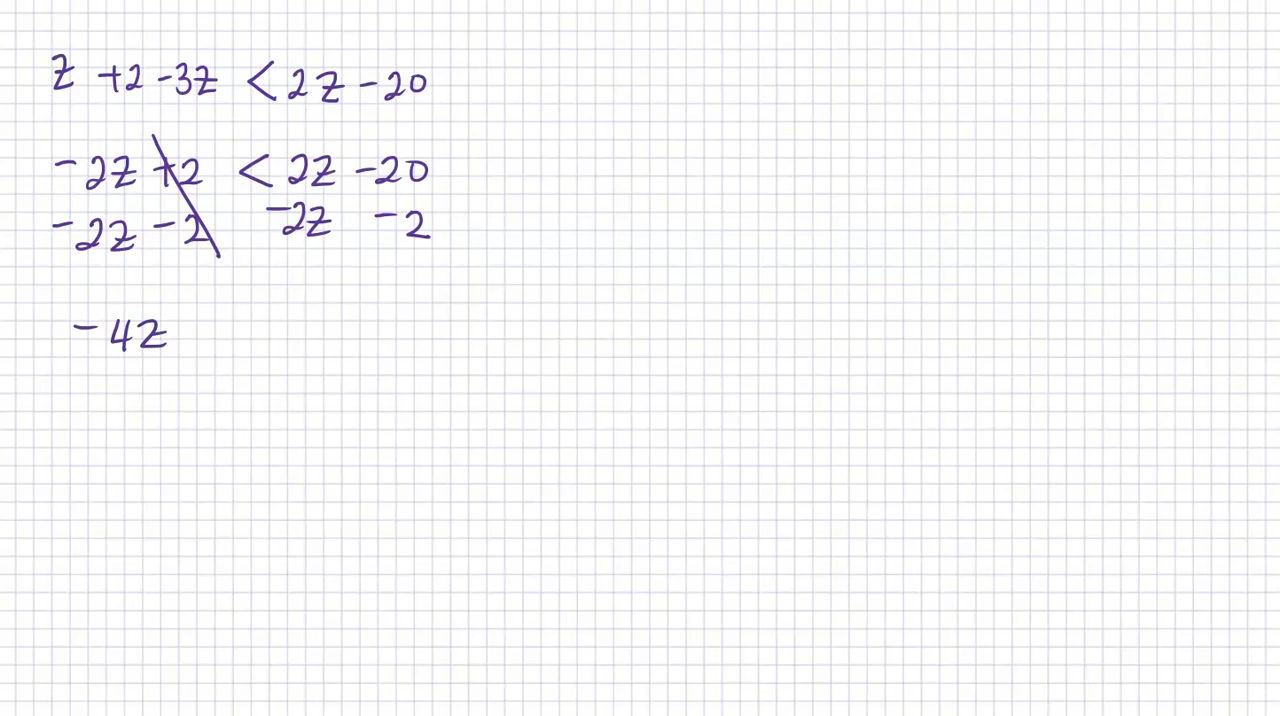 z + 2 - 3z < 2z - 20
- 2z + 2 < 2z - 20
- 2z - 2 - 2z - 2
- 4z